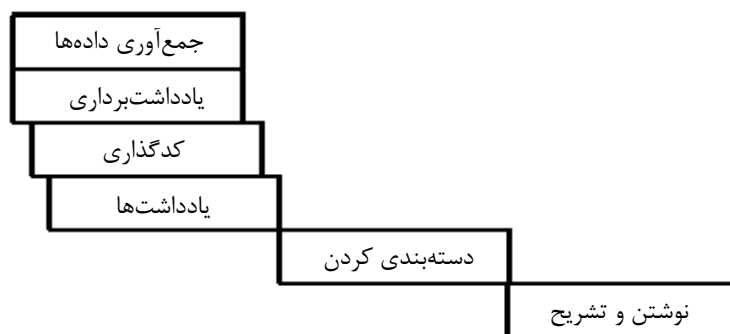 جمع‌آوری داده‌ها
یادداشت‌برداری
کدگذاری
یادداشت‌ها
دسته‌بندی کردن
نوشتن و تشریح